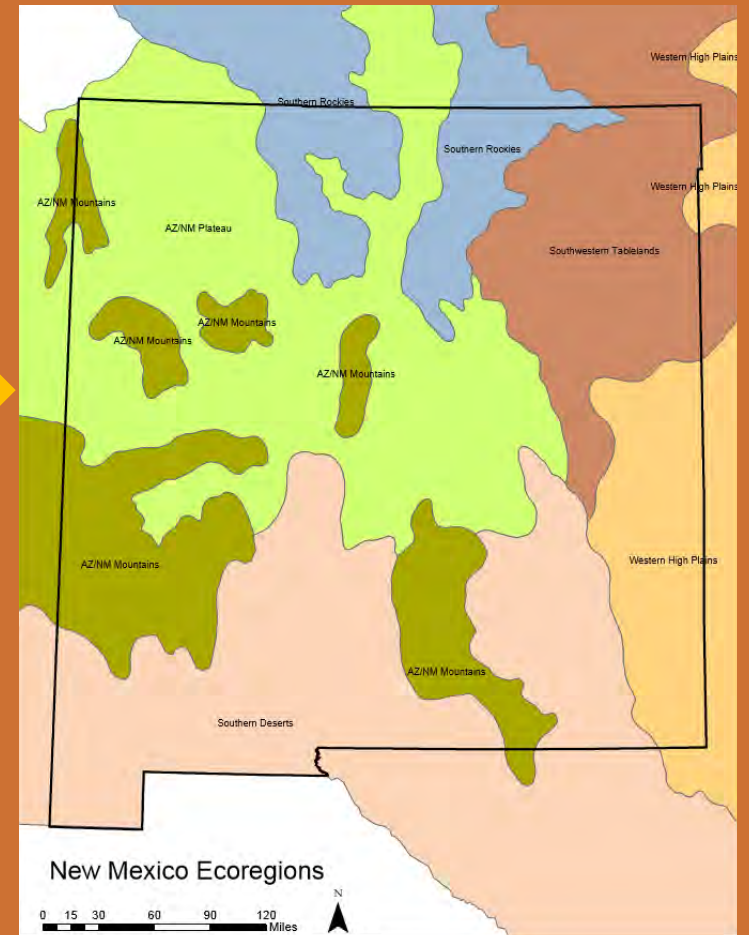 Western High Plains
Southern Rockies
Southern Rockies
Western High Plains
AZ/NM Mountains
AZ/NM Plateau
Southwestern Tablelands
AZ/NM Mountains
AZ/NM Mountains
AZ/NM Mountains
Western High Plains
AZ/NM Mountains
AZ/NM Mountains
Southern Deserts
New Mexico Ecoregions
N
0 15 30 60 90 120
Miles